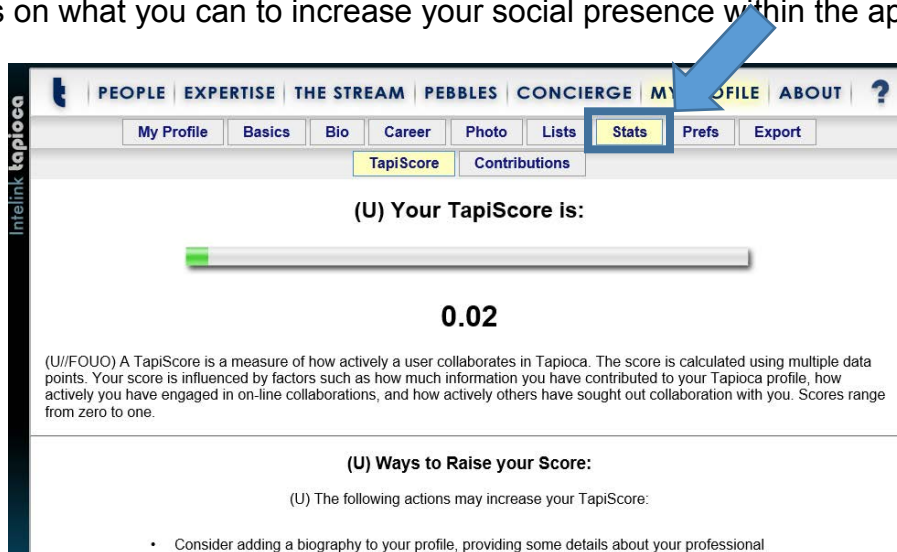 s on what you can to increase your social presence within the ap
Intelink tapioca
t PEOPLE EXPERTISE THE STREAM PEBBLES CONCIERGE ABOUT ?
My Profile Basics Bio Career Photo Lists Stats Prefs Export
TapiScore Contributions
(U) Your TapiScore is:
0.02
(U//FOUO) A TapiScore is a measure of how actively a user collaborates in Tapioca. The score is calculated using multiple data
points. Your score is influenced by factors such as how much information you have contributed to your Tapioca profile, how
actively you have engaged in on-line collaborations, and how actively others have sought out collaboration with you. Scores range
from zero to one.
(U) Ways to Raise your Score:
(U) The following actions may increase your TapiScore:
• Consider adding a biography to your profile, providing some details about your professional